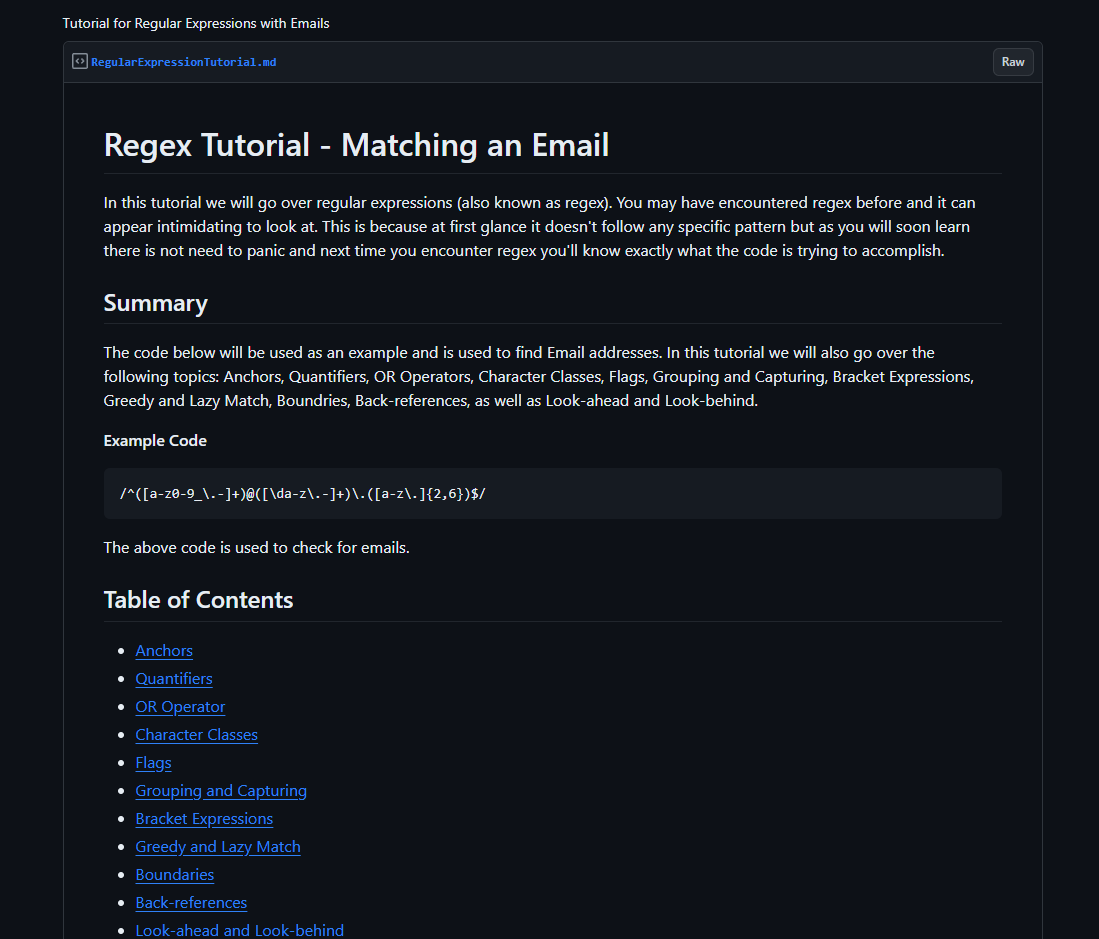 Tutorial for Regular Expressions with Emails
RegularExpressionTutorial.md
Raw
Regex Tutorial - Matching an Email
In this tutorial we will go over regular expressions (also known as regex). You may have encountered regex before and it can
appear intimidating to look at. This is because at first glance it doesn't follow any specific pattern but as you will soon learn
there is not need to panic and next time you encounter regex you'll know exactly what the code is trying to accomplish.
Summary
The code below will be used as an example and is used to find Email addresses. In this tutorial we will also go over the
following topics: Anchors, Quantifiers, OR Operators, Character Classes, Flags, Grouping and Capturing, Bracket Expressions,
Greedy and Lazy Match, Boundries, Back-references, as well as Look-ahead and Look-behind.
Example Code
/^([a-z0-9_\.-]+)@([\da-z\.-]+)\.([a-z\.]{2,6})$/
The above code is used to check for emails.
Table of Contents
Anchors
Quantifiers
OR Operator
Character Classes
Flags
Grouping and Capturing
Bracket Expressions
Greedy and Lazy Match
Boundaries
Back-references
Look-ahead and Look-behind